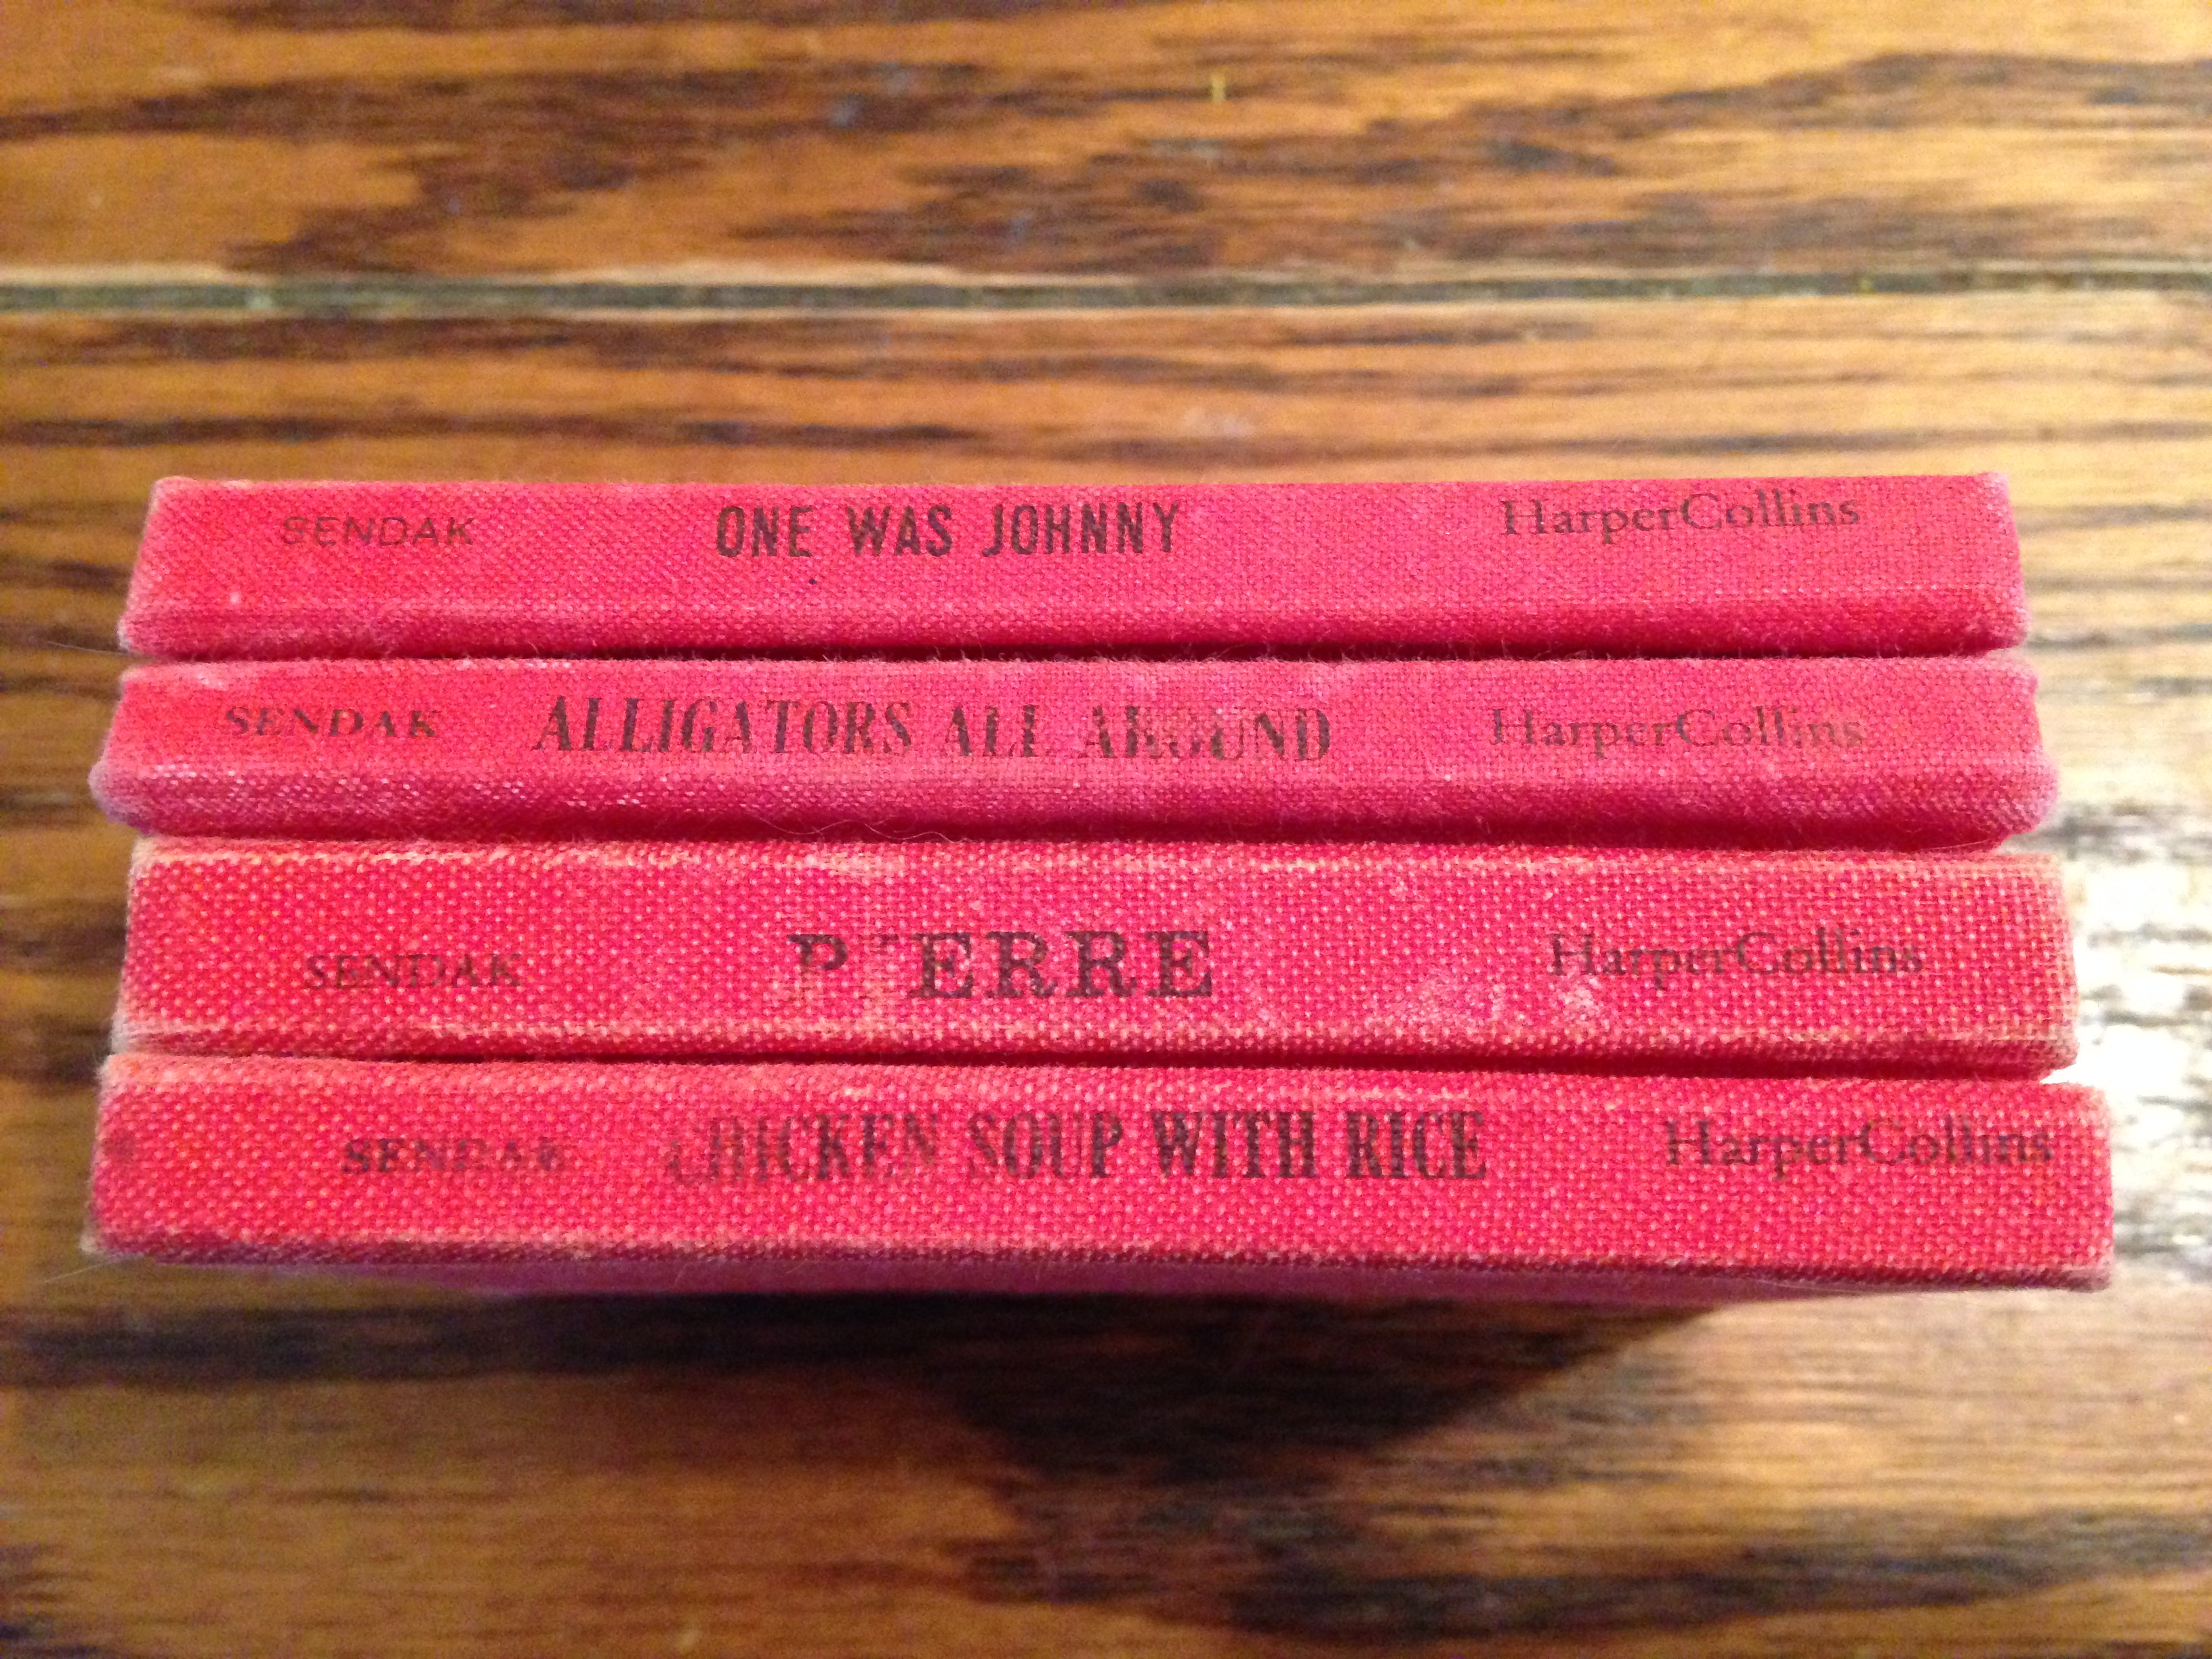 SENDAK ONE WAS JOHNNY HarperCollins
SENDAK ALLIGATORS ALL AROUND HarperCollins
SENDAK PIERRE HarperCollins
SENDAK CHICKEN SOUP WITH RICE HarperCollins